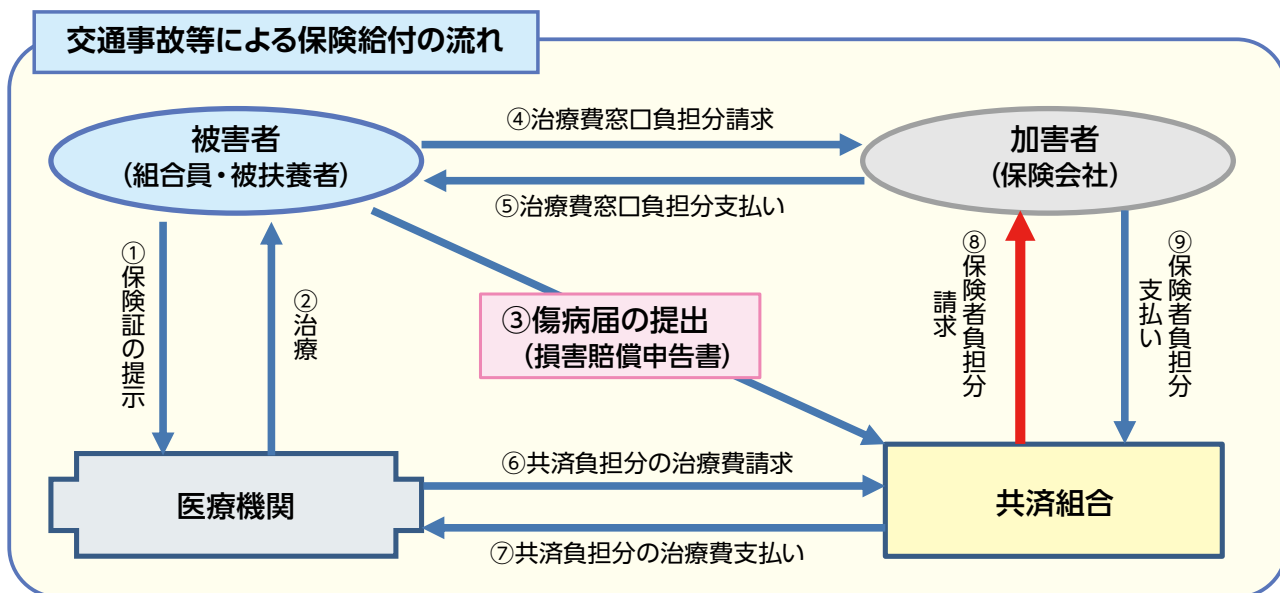 交通事故等による保険給付の流れ
被害者
（組合員・被扶養者）
④治療費窓口負担分請求
加害者
（保険会社）
⑤治療費窓口負担分支払い
①保険証の提示
②治療
③傷病届の提出
（損害賠償申告書）
⑧保険者負担分
請求
⑨保険者負担分
支払い
医療機関
⑥共済負担分の治療費請求
共済組合
⑦共済負担分の治療費支払い